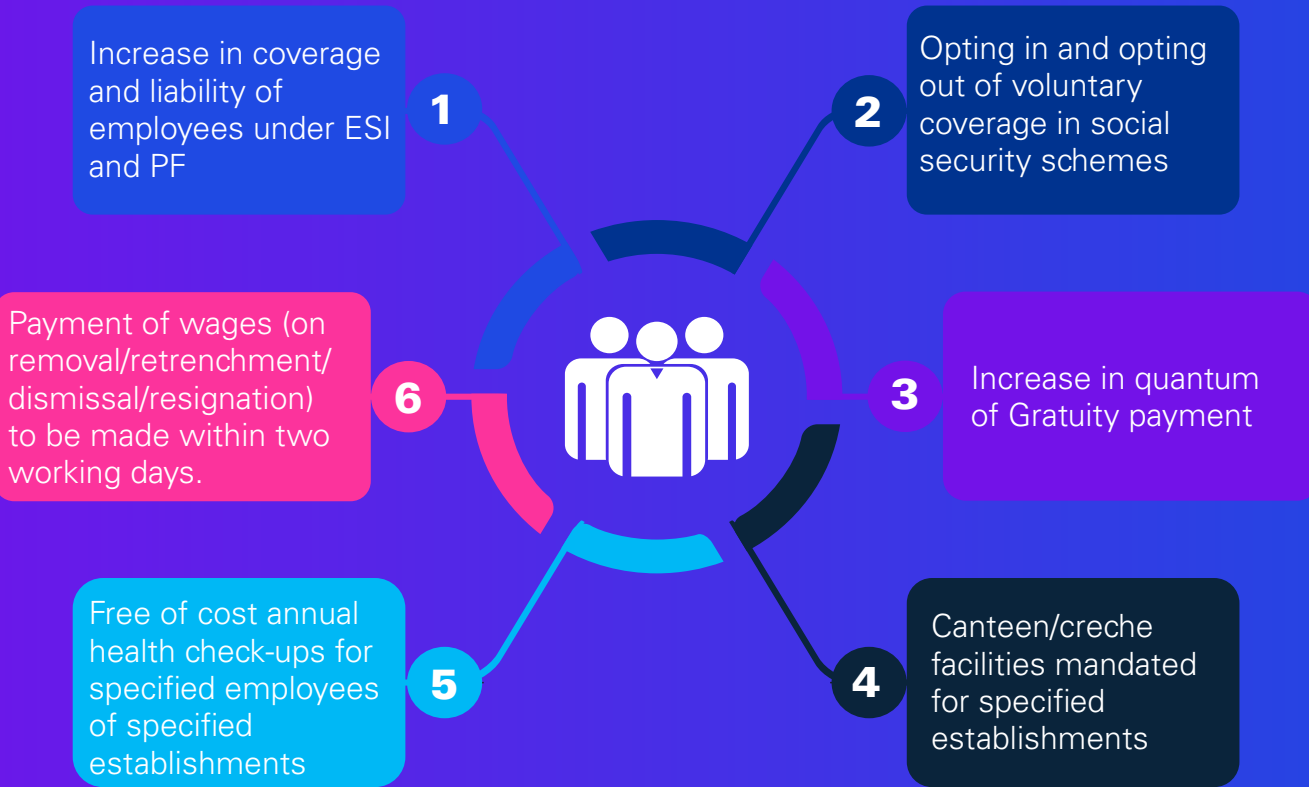 1
Increase in coverage
and liability of
employees under ESI
and PF
2
Opting in and opting
out of voluntary
coverage in social
security schemes
3
Increase in quantum
of Gratuity payment
4
Canteen/creche
facilities mandated
for specified
establishments
5
Free of cost annual
health check-ups for
specified employees
of specified
establishments
6
Payment of wages (on
removal/retrenchment/
dismissal/resignation)
to be made within two
working days.